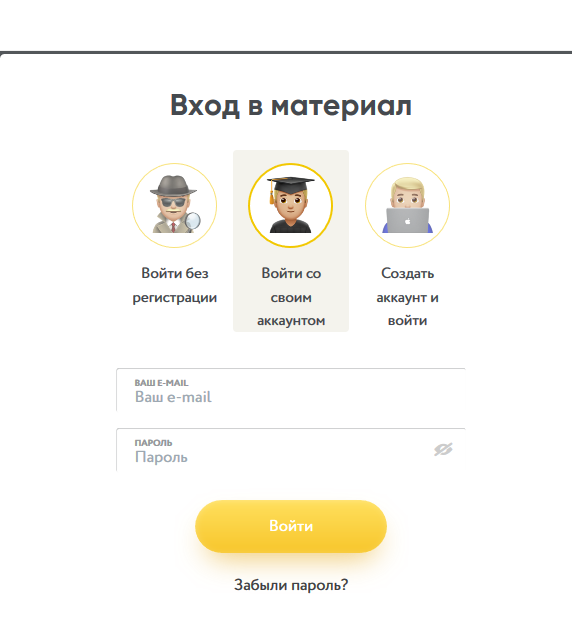 Вход в материал
Войти без
регистрации
Войти со
своим
аккаунтом
Создать
аккаунт и
войти
ВАШ E-MAIL
Ваш e-mail
ПАРОЛЬ
Пароль
Войти
Забыли пароль?